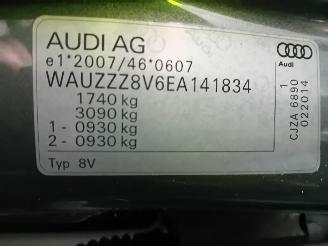 AUDI AG
e1*2007/46*0607
WAUZZZ8V6EA141834
1740 kg
3090 kg
1 - 0930 kg
2 - 0930 kg
Typ 8V
Audi
CJZA 6890 1
022014